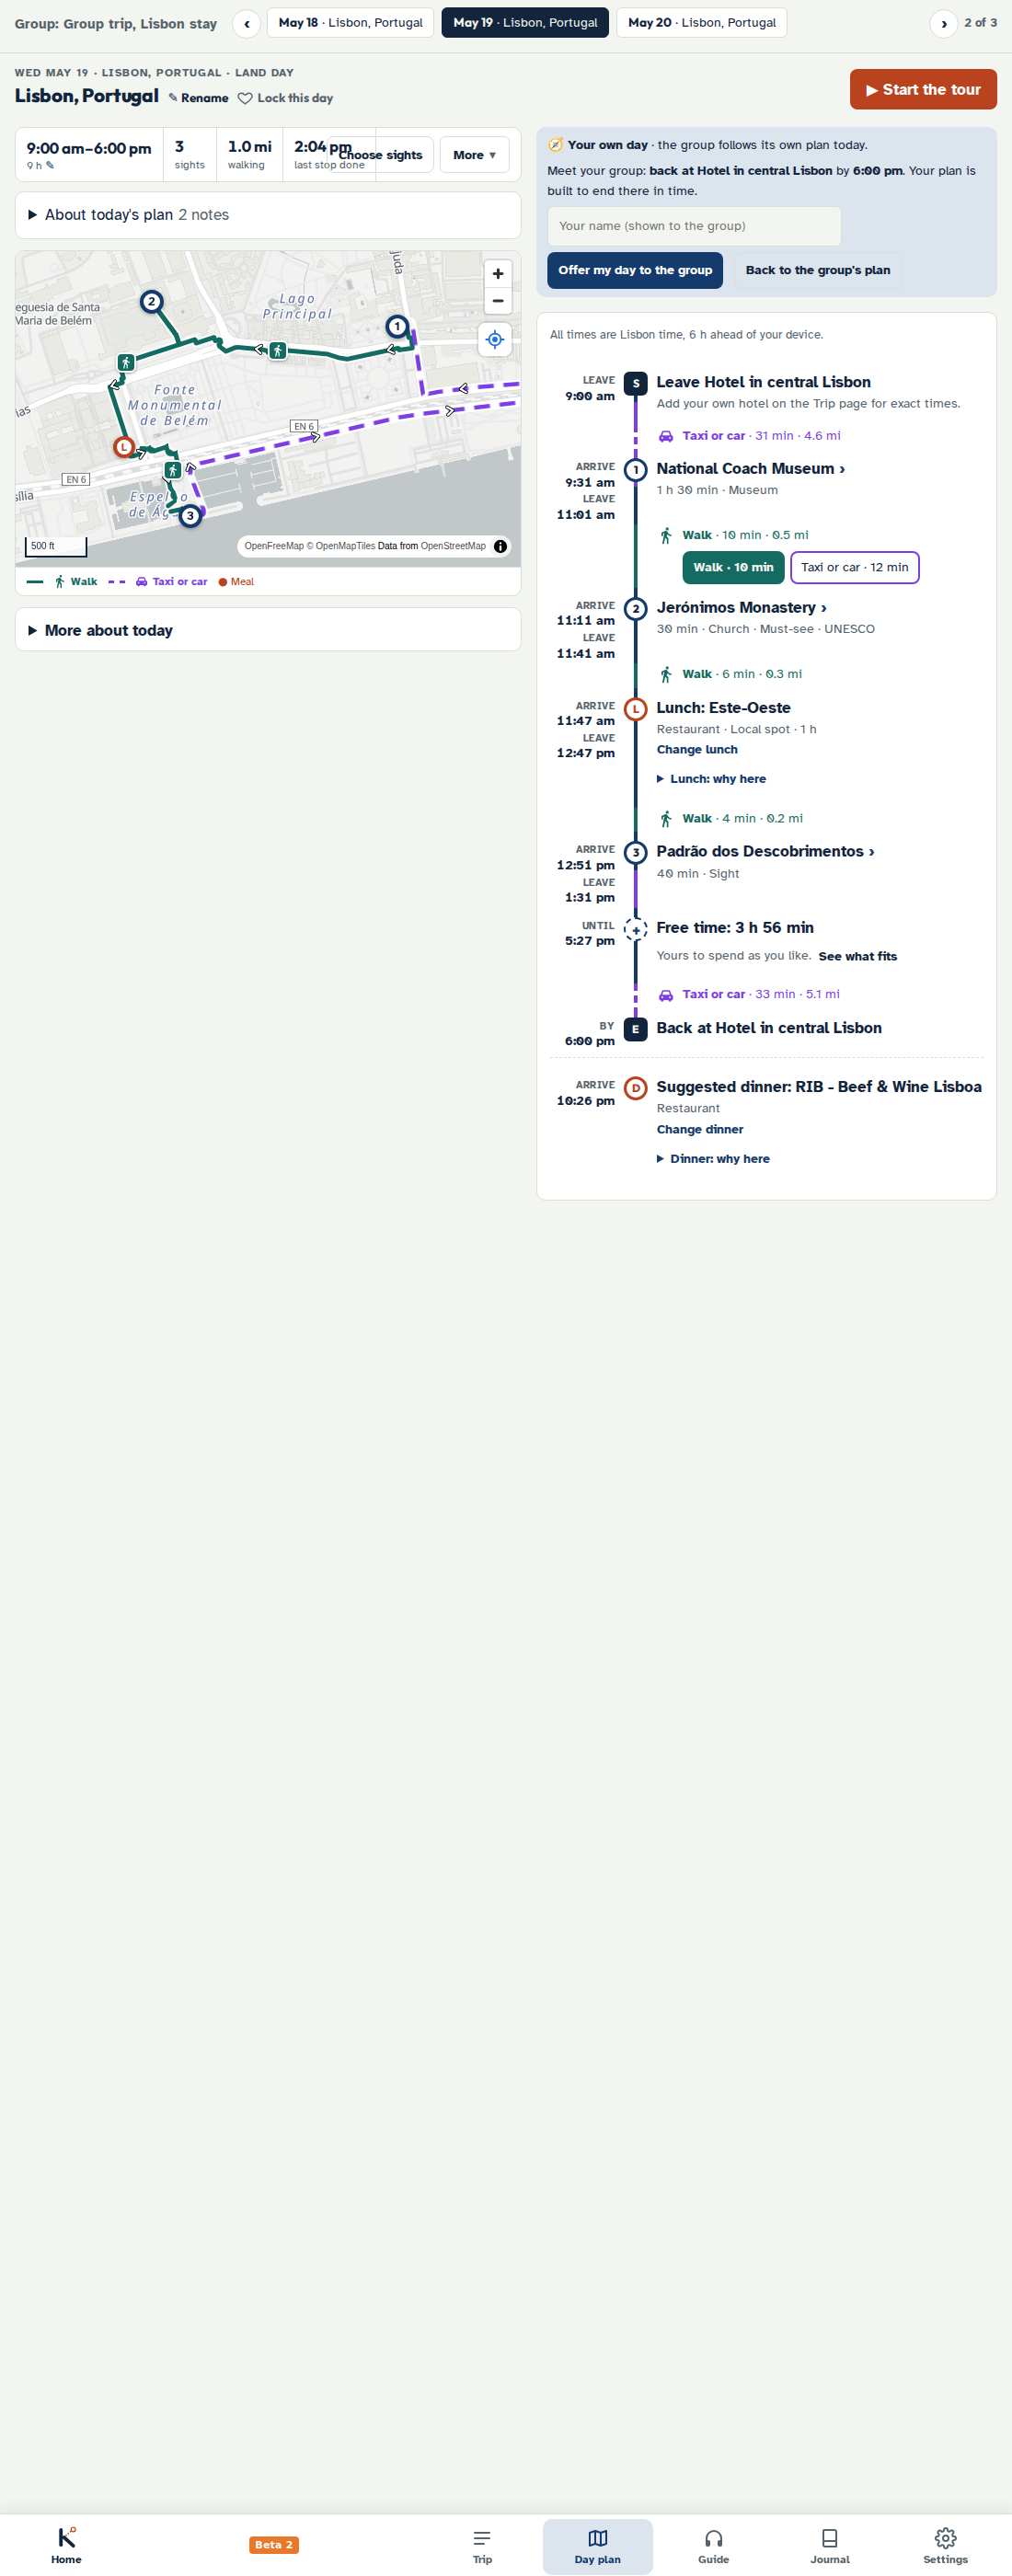 Group: Group trip, Lisbon stay
‹
May 18 · Lisbon, Portugal
May 19 · Lisbon, Portugal
May 20 · Lisbon, Portugal
›
2 of 3
WED MAY 19 · LISBON, PORTUGAL · LAND DAY
Lisbon, Portugal
✎ Rename
Lock this day
▶ Start the tour
9:00 am–6:00 pm
9 h ✎
3
sights
1.0 mi
walking
2:04 pm
last stop done
Choose sights
More ▼
▶ About today's plan 2 notes
eguesia de Santa
Maria de Belém
Lago
Principal
juda
2
1
+
−
Fonte
Monumental
de Belém
ias
EN 6
L
EN 6
sília
3
500 ft
OpenFreeMap © OpenMapTiles Data from OpenStreetMap
Walk
Taxi or car
Meal
▶ More about today
Your own day · the group follows its own plan today.
Meet your group: back at Hotel in central Lisbon by 6:00 pm. Your plan is
built to end there in time.
Your name (shown to the group)
Offer my day to the group
Back to the group's plan
All times are Lisbon time, 6 h ahead of your device.
LEAVE
9:00 am
S
Leave Hotel in central Lisbon
Add your own hotel on the Trip page for exact times.
Taxi or car · 31 min · 4.6 mi
ARRIVE
9:31 am
LEAVE
11:01 am
1
National Coach Museum ›
1 h 30 min · Museum
Walk · 10 min · 0.5 mi
Walk · 10 min
Taxi or car · 12 min
ARRIVE
11:11 am
LEAVE
11:41 am
2
Jerónimos Monastery ›
30 min · Church · Must-see · UNESCO
Walk · 6 min · 0.3 mi
ARRIVE
11:47 am
LEAVE
12:47 pm
L
Lunch: Este-Oeste
Restaurant · Local spot · 1 h
Change lunch
▶ Lunch: why here
Walk · 4 min · 0.2 mi
ARRIVE
12:51 pm
LEAVE
1:31 pm
3
Padrão dos Descobrimentos ›
40 min · Sight
UNTIL
5:27 pm
+
Free time: 3 h 56 min
Yours to spend as you like. See what fits
Taxi or car · 33 min · 5.1 mi
BY
6:00 pm
E
Back at Hotel in central Lisbon
ARRIVE
10:26 pm
D
Suggested dinner: RIB - Beef & Wine Lisboa
Restaurant
Change dinner
▶ Dinner: why here
Home
Beta 2
Trip
Day plan
Guide
Journal
Settings